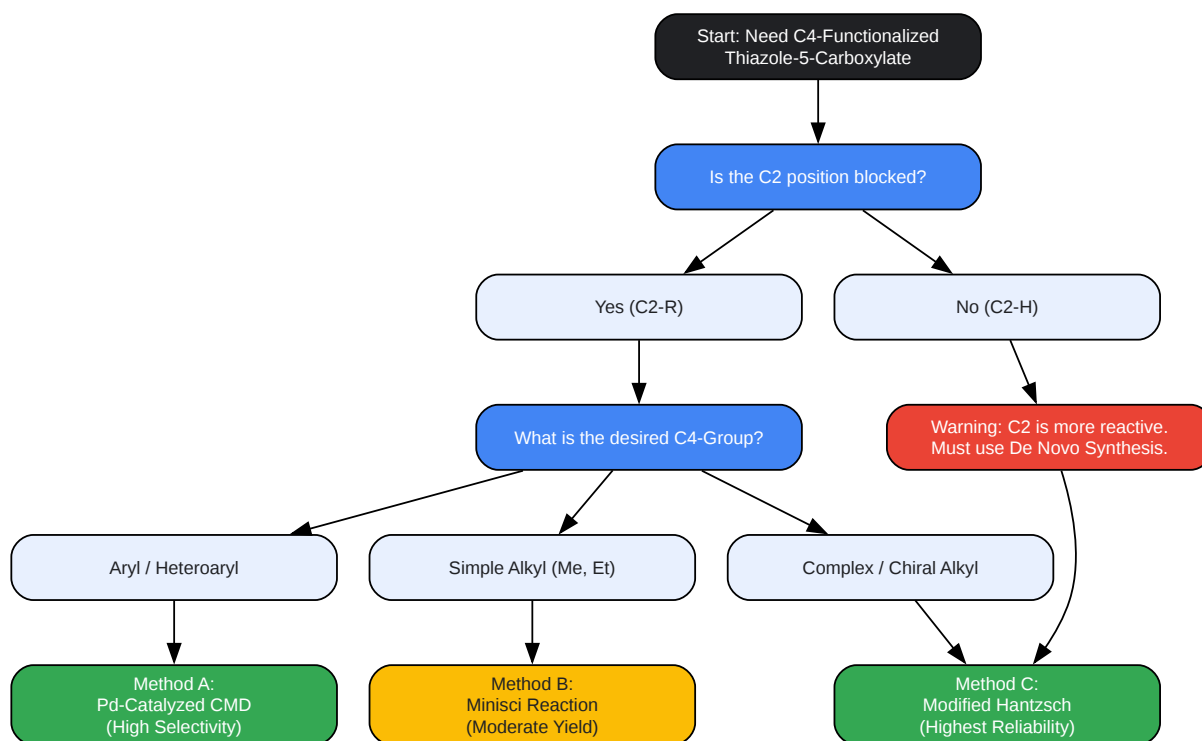 Start: Need C4-Functionalized
Thiazole-5-Carboxylate
Is the C2 position blocked?
Yes (C2-R)
No (C2-H)
What is the desired C4-Group?
Warning: C2 is more reactive.
Must use De Novo Synthesis.
Aryl / Heteroaryl
Simple Alkyl (Me, Et)
Complex / Chiral Alkyl
Method A:
Pd-Catalyzed CMD
(High Selectivity)
Method B:
Minisci Reaction
(Moderate Yield)
Method C:
Modified Hantzsch
(Highest Reliability)